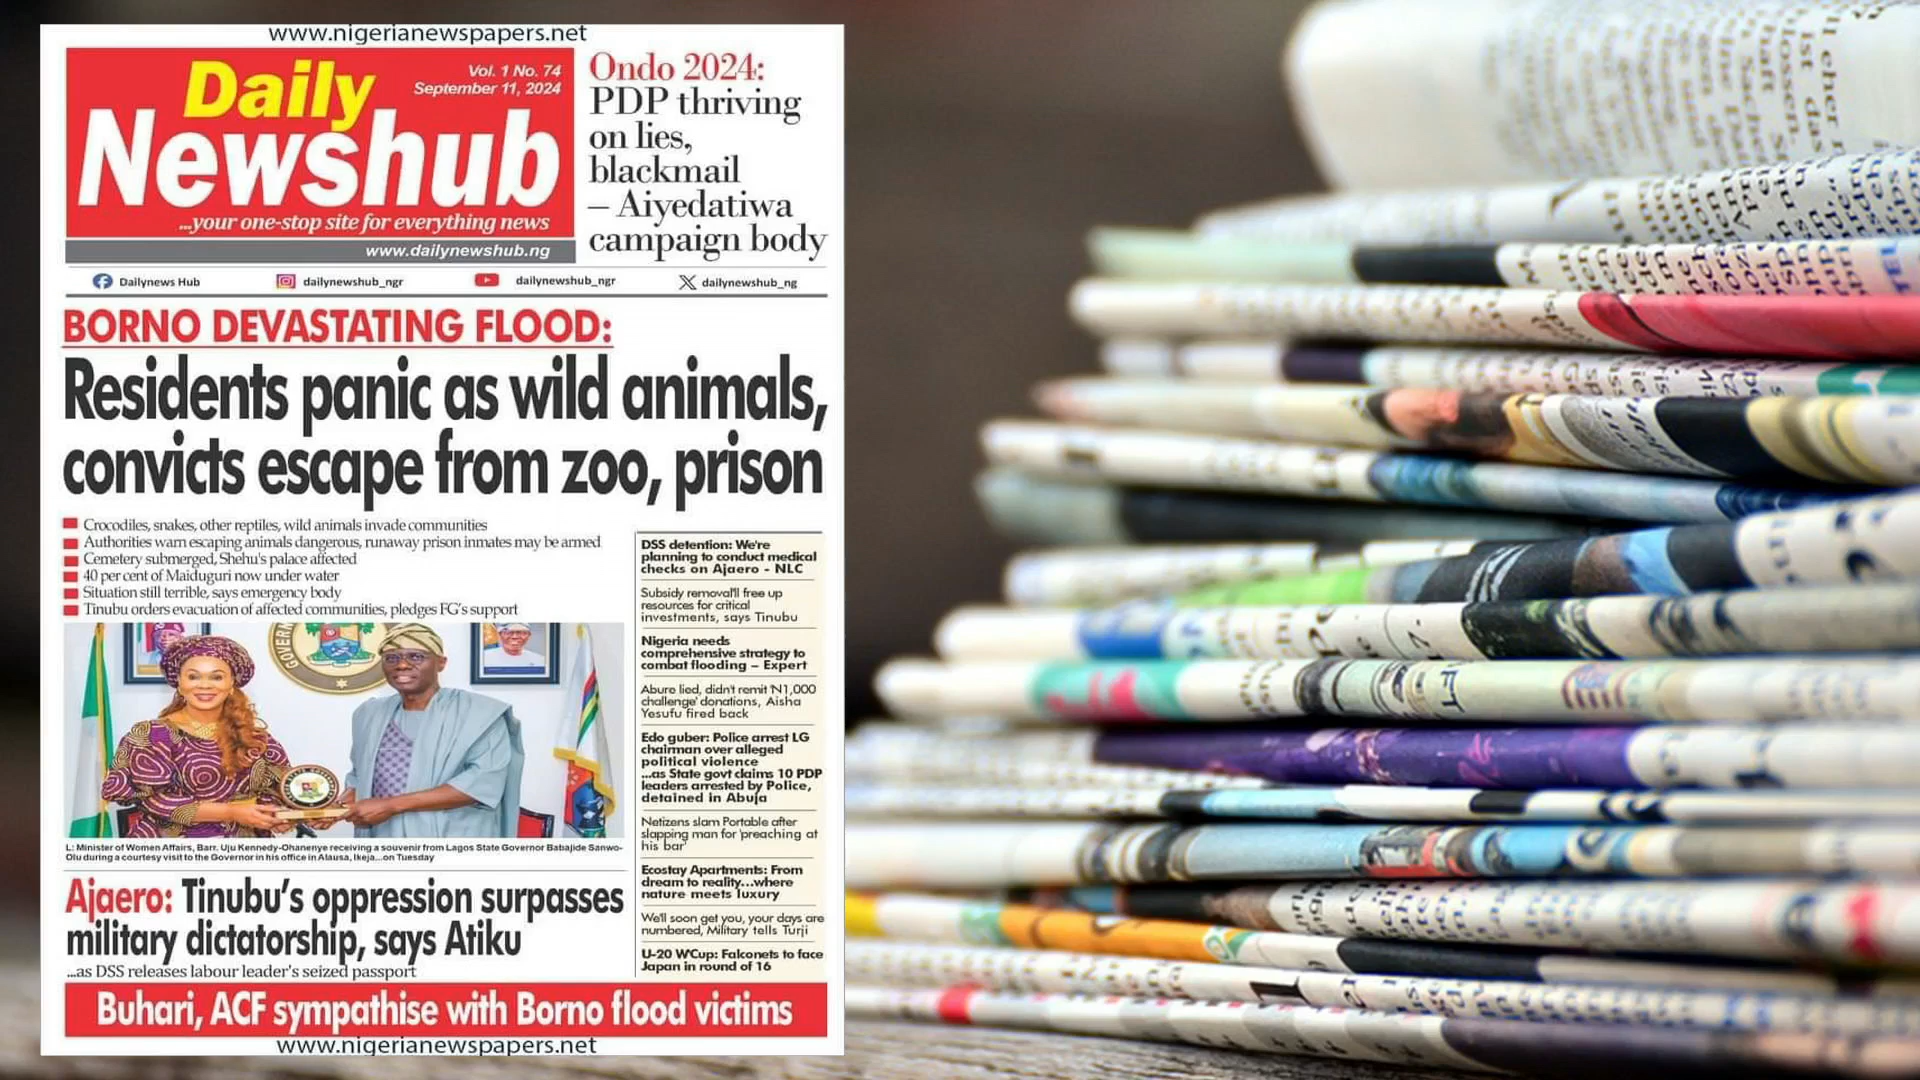 www.nigerianewspapers.net
Daily
Vol. 1 No. 74
September 11, 2024
Newshub
...your one-stop site for everything news
www.dailynewshub.ng
Ondo 2024:
PDP thriving
on lies,
blackmail
– Aiyedatiwa
campaign body
Dailynews Hub
dailynewshub_ngr
dailynewshub_ngr
dailynewshub_ng
BORNO DEVASTATING FLOOD:
Residents panic as wild animals,
convicts escape from zoo, prison
Crocodiles, snakes, other reptiles, wild animals invade communities
Authorities warn escaping animals dangerous, runaway prison inmates may be armed
Cemetery submerged, Shehu's palace affected
40 per cent of Maiduguri now under water
Situation still terrible, says emergency body
Tinubu orders evacuation of affected communities, pledges FG's support
L: Minister of Women Affairs, Barr. Uju Kennedy-Ohanenye receiving a souvenir from Lagos State Governor Babajide Sanwo-
Olu during a courtesy visit to the Governor in his office in Alausa, Ikeja...on Tuesday
Ajaero: Tinubu's oppression surpasses
military dictatorship, says Atiku
...as DSS releases labour leader's seized passport
DSS detention: We're
planning to conduct medical
checks on Ajaero - NLC
Subsidy removal'll free up
resources for critical
investments, says Tinubu
Nigeria needs
comprehensive strategy to
combat flooding – Expert
Abure lied, didn't remit 'N1,000
challenge' donations, Aisha
Yesufu fired back
Edo guber: Police arrest LG
chairman over alleged
political violence
...as State govt claims 10 PDP
leaders arrested by Police,
detained in Abuja
Netizens slam Portable after
slapping man for 'preaching at
his bar'
Ecostay Apartments: From
dream to reality...where
nature meets luxury
We'll soon get you, your days are
numbered, Military tells Turji
U-20 WCup: Falconets to face
Japan in round of 16
Buhari, ACF sympathise with Borno flood victims
www.nigerianewspapers.net